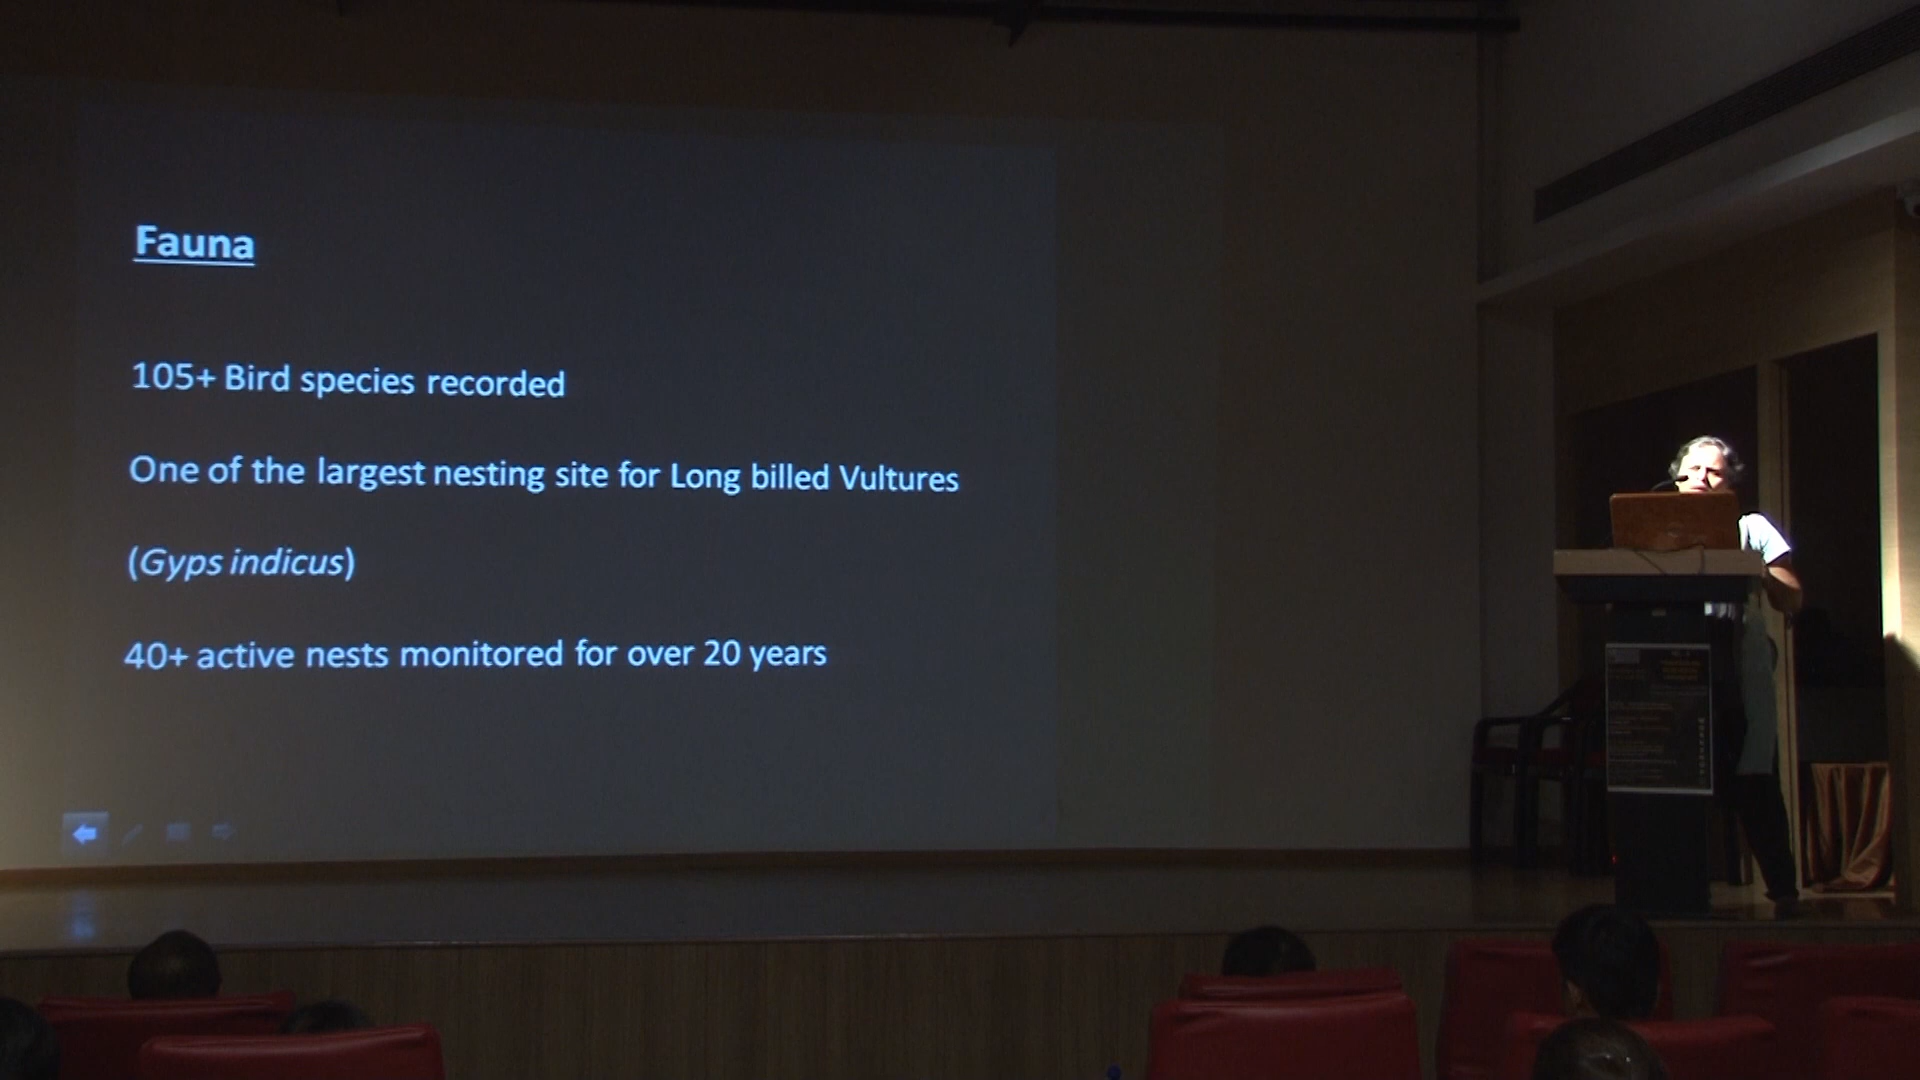 Fauna
105+ Bird species recorded
One of the largest nesting site for Long billed Vultures
(Gyps indicus)
40+ active nests monitored for over 20 years